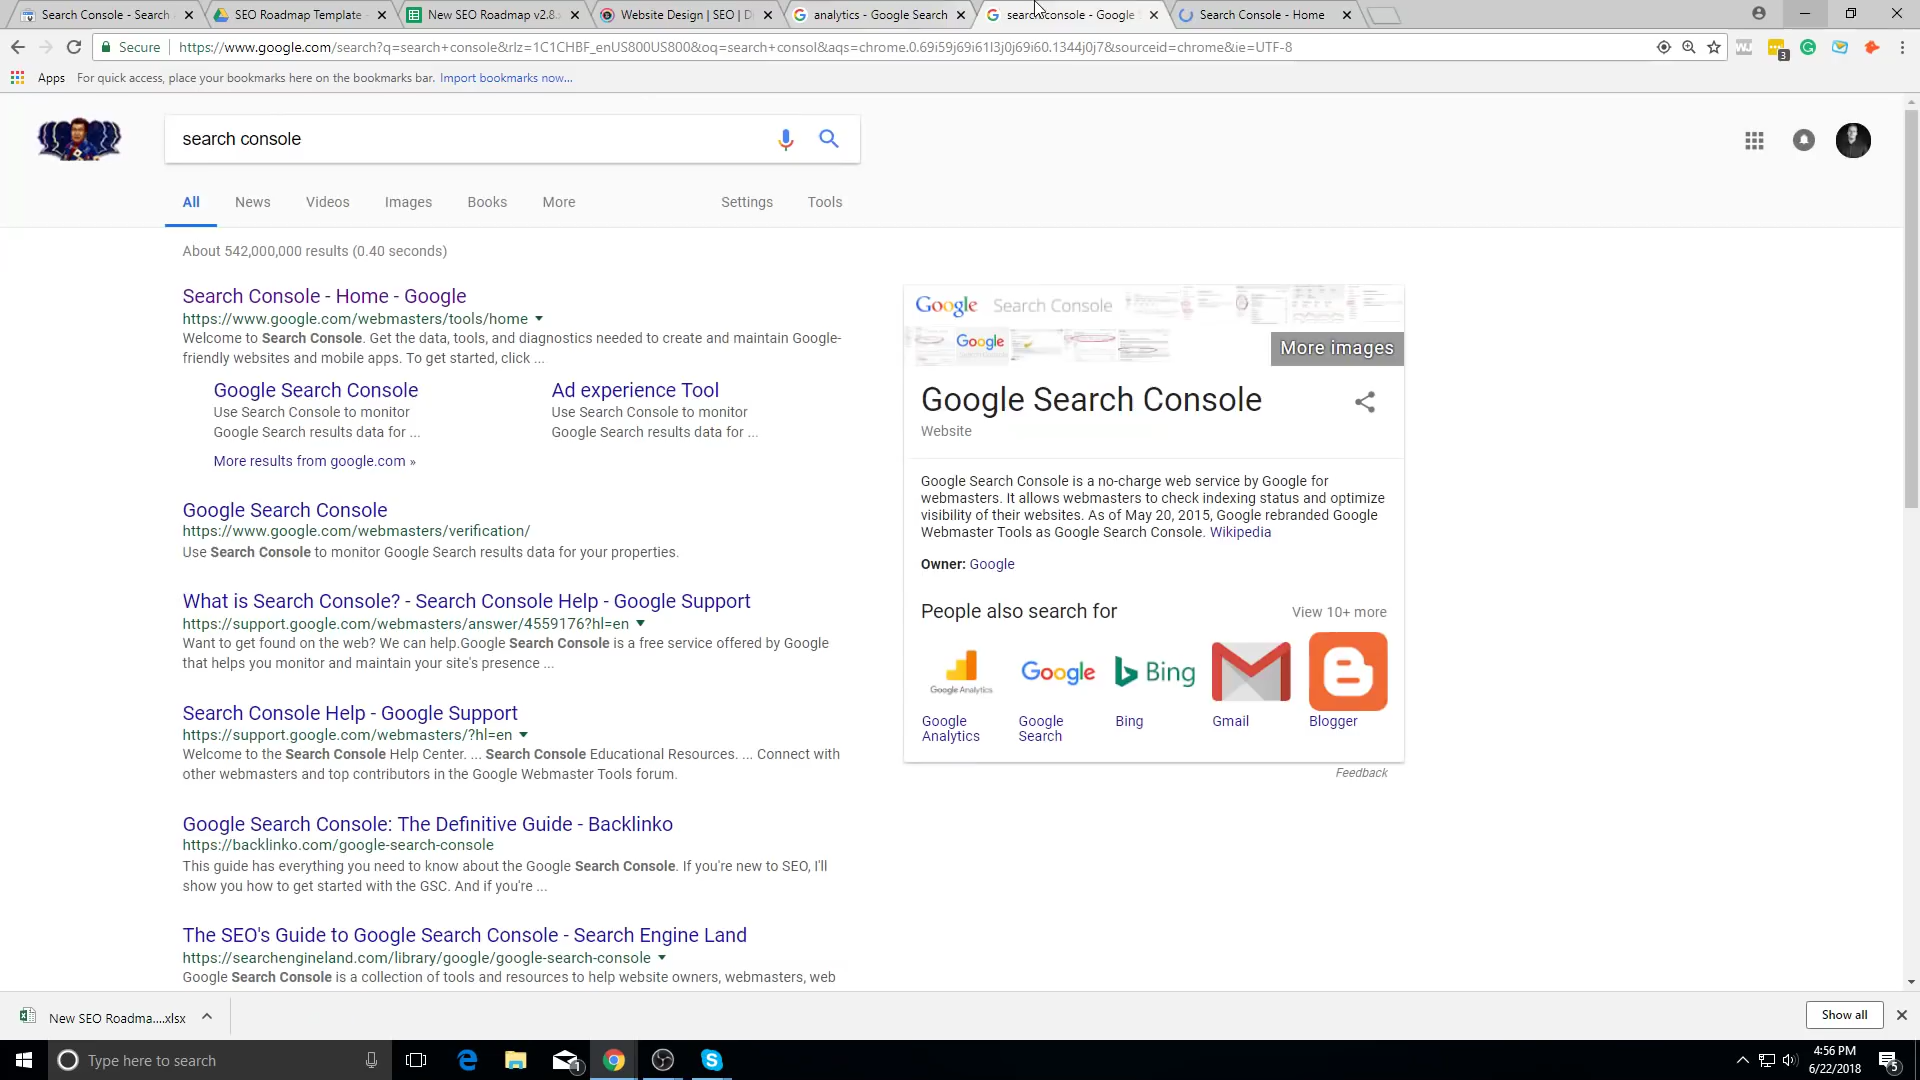 Search Console - Search
SEO Roadmap Template -
New SEO Roadmap v2.8.
Website Design | SEO | D
analytics - Google Search
search console - Google
Search Console - Home
Secure
https://www.google.com/search?q=search+console&rlz=1C1CHBF_enUS800US800&oq=search+consol&aqs=chrome.0.69i59j69i61l3j0j69i60.1344j0j7&sourceid=chrome&ie=UTF-8
3
Apps For quick access, place your bookmarks here on the bookmarks bar. Import bookmarks now...
search console
All News Videos Images Books More Settings Tools
About 542,000,000 results (0.40 seconds)
Search Console - Home - Google
https://www.google.com/webmasters/tools/home
Welcome to Search Console. Get the data, tools, and diagnostics needed to create and maintain Google-
friendly websites and mobile apps. To get started, click ...
Google Search Console
Use Search Console to monitor
Google Search results data for ...
Ad experience Tool
Use Search Console to monitor
Google Search results data for ...
More results from google.com »
Google Search Console
https://www.google.com/webmasters/verification/
Use Search Console to monitor Google Search results data for your properties.
What is Search Console? - Search Console Help - Google Support
https://support.google.com/webmasters/answer/4559176?hl=en
Want to get found on the web? We can help.Google Search Console is a free service offered by Google
that helps you monitor and maintain your site's presence ...
Search Console Help - Google Support
https://support.google.com/webmasters/?hl=en
Welcome to the Search Console Help Center. ... Search Console Educational Resources. ... Connect with
other webmasters and top contributors in the Google Webmaster Tools forum.
Google Search Console: The Definitive Guide - Backlinko
https://backlinko.com/google-search-console
This guide has everything you need to know about the Google Search Console. If you're new to SEO, I'll
show you how to get started with the GSC. And if you're ...
The SEO's Guide to Google Search Console - Search Engine Land
https://searchengineland.com/library/google/google-search-console
Google Search Console is a collection of tools and resources to help website owners, webmasters, web
Google Search Console
Google
More images
Google Search Console
Website
Google Search Console is a no-charge web service by Google for
webmasters. It allows webmasters to check indexing status and optimize
visibility of their websites. As of May 20, 2015, Google rebranded Google
Webmaster Tools as Google Search Console. Wikipedia
Owner: Google
People also search for
View 10+ more
Google Analytics
Google
Bing
Google
Analytics
Google
Search
Bing
Gmail
Blogger
Feedback
New SEO Roadma....xlsx
Show all
Type here to search
1
4:56 PM
6/22/2018
5